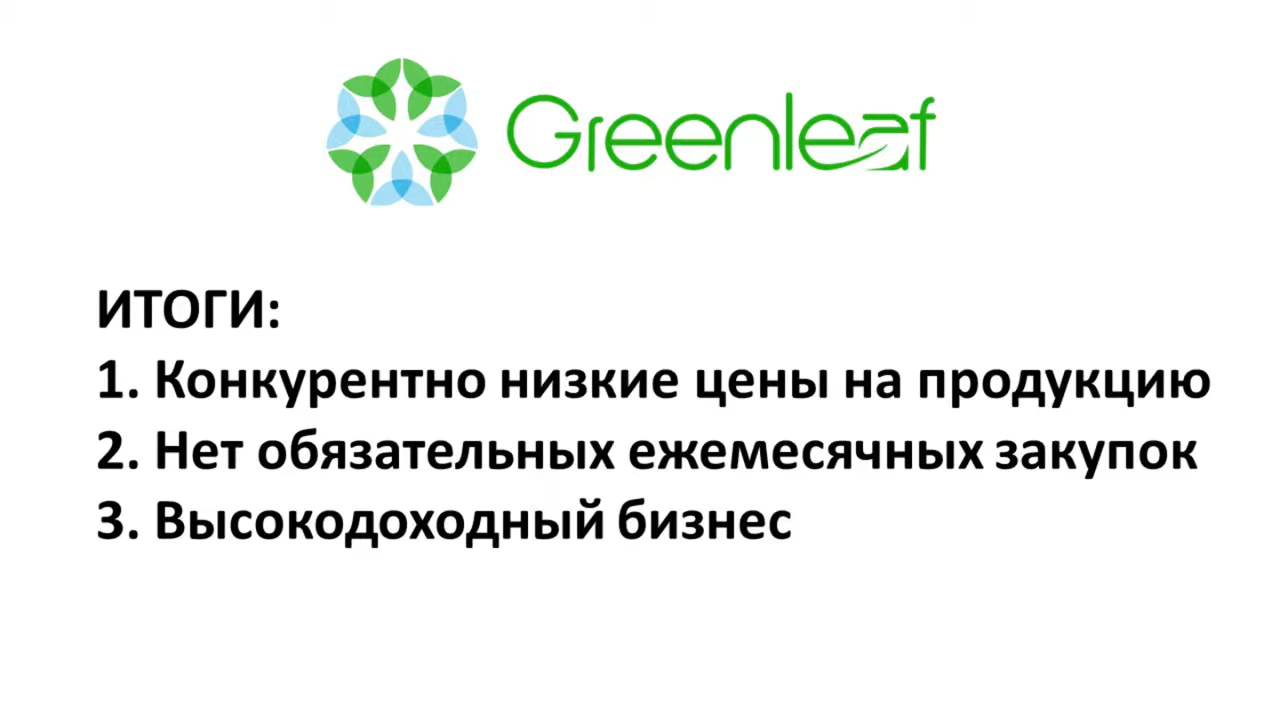 Greenleaf
ИТОГИ:
1. Конкурентно низкие цены на продукцию
2. Нет обязательных ежемесячных закупок
3. Высокодоходный бизнес